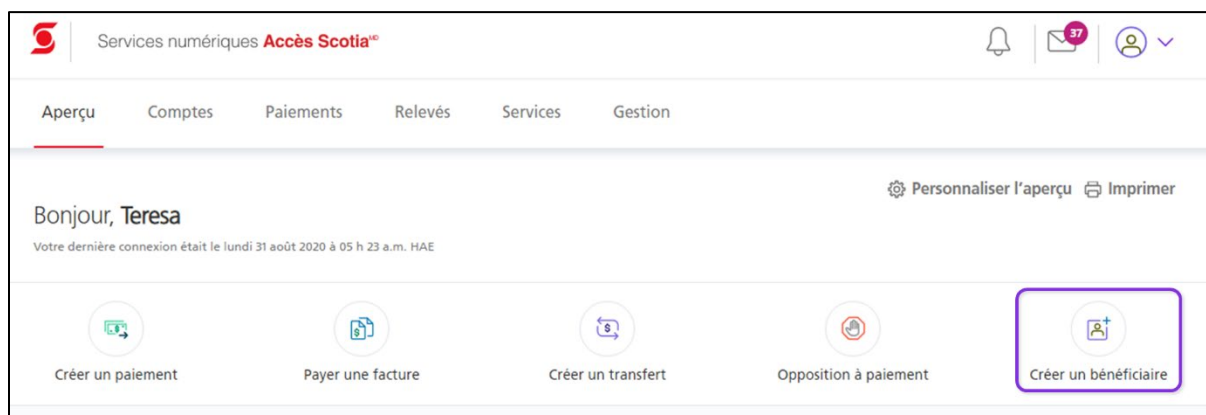 Services numériques Accès Scotia🅪
37
Aperçu Comptes Paiements Relevés Services Gestion
Personnaliser l'aperçu Imprimer
Bonjour, Teresa
Votre dernière connexion était le lundi 31 août 2020 à 05 h 23 a.m. HAE
Créer un paiement Payer une facture Créer un transfert Opposition à paiement Créer un bénéficiaire